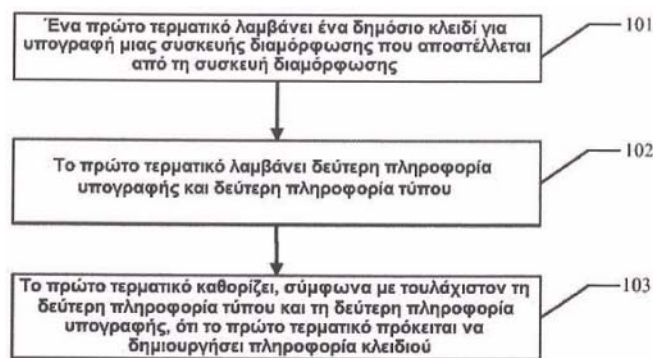 Ένα πρώτο τερματικό λαμβάνει ένα δημόσιο κλειδί για
υπογραφή μιας συσκευής διαμόρφωσης που αποστέλλεται
από τη συσκευή διαμόρφωσης
101
Το πρώτο τερματικό λαμβάνει δεύτερη πληροφορία
υπογραφής και δεύτερη πληροφορία τύπου
102
Το πρώτο τερματικό καθορίζει, σύμφωνα με τουλάχιστον τη
δεύτερη πληροφορία τύπου και τη δεύτερη πληροφορία
υπογραφής, ότι το πρώτο τερματικό πρόκειται να
δημιουργήσει πληροφορία κλειδιού
103